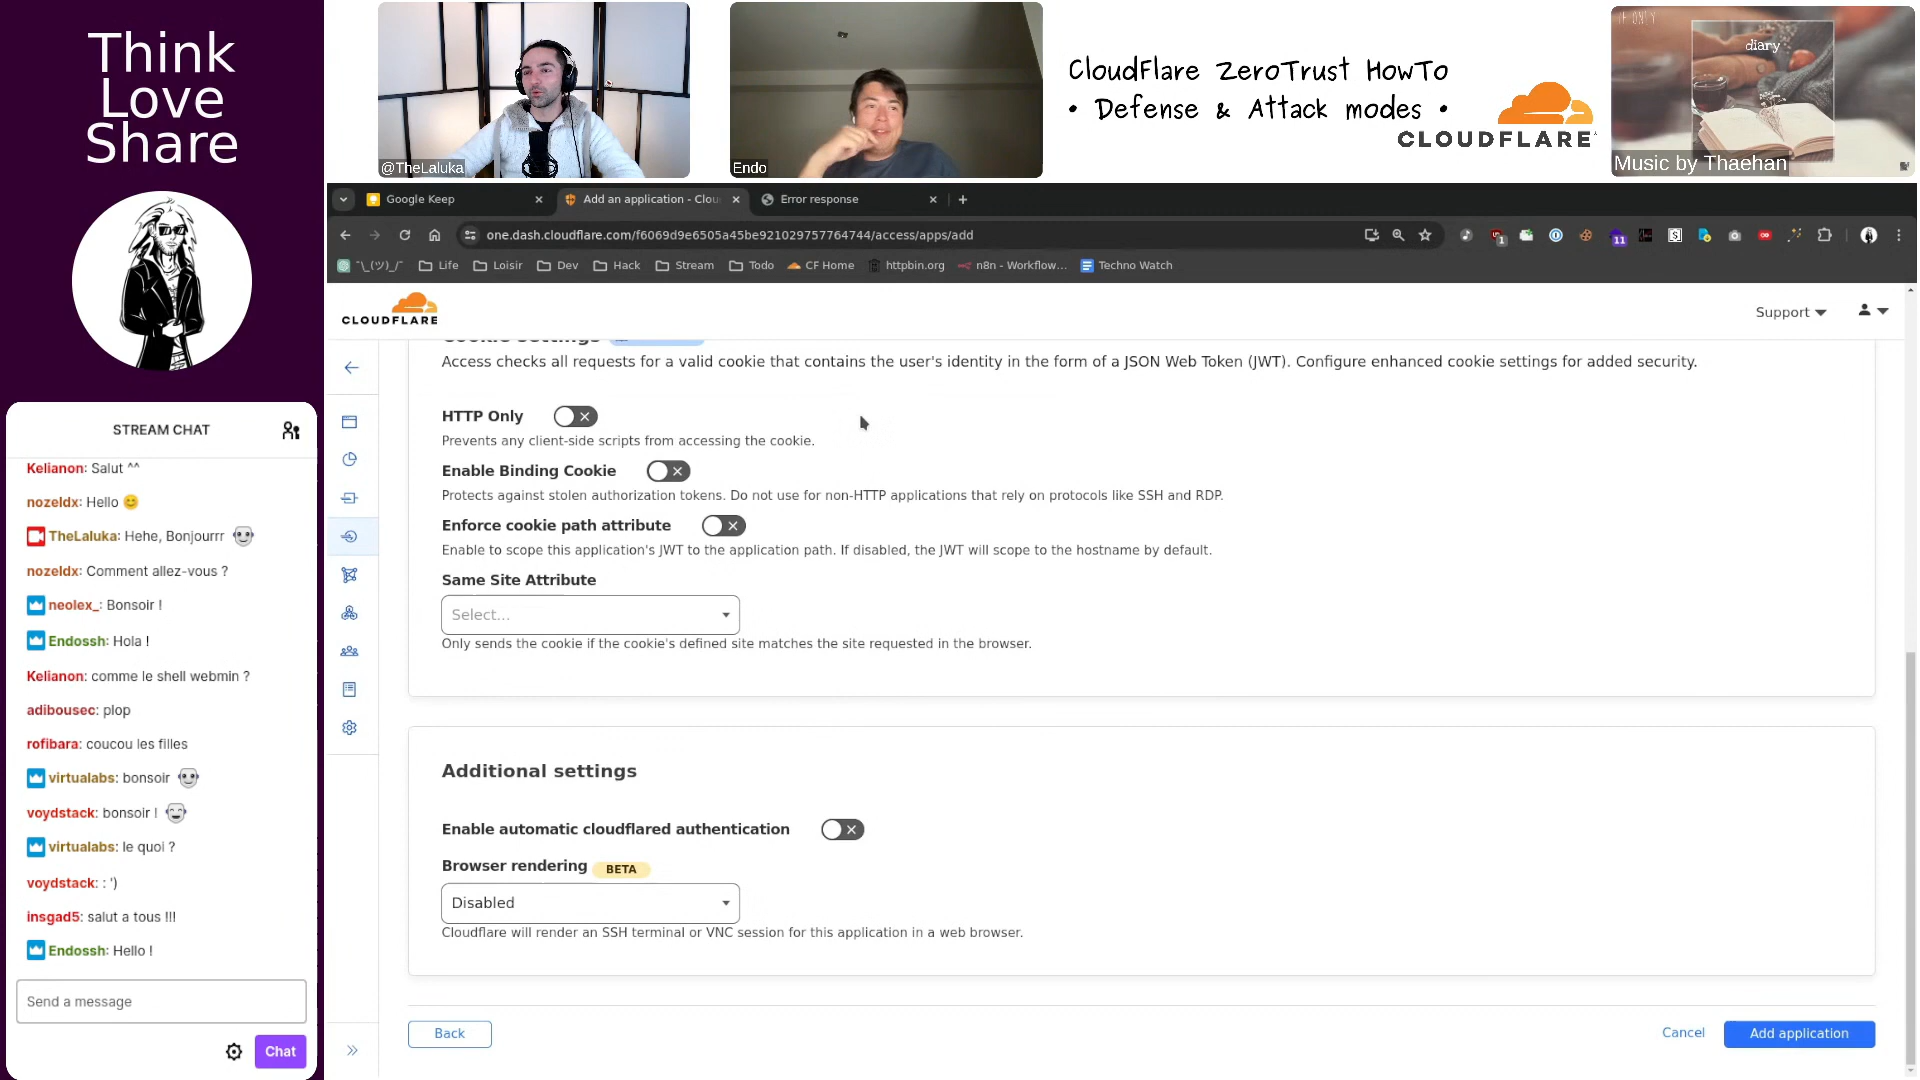 Think
Love
Share
@TheLaluka
Endo
CloudFlare ZeroTrust HowTo
• Defense & Attack modes •
CLOUDFLARE
diary
Music by Thaehan
Google Keep
Add an application - Clou
Error response
one.dash.cloudflare.com/f6069d9e6505a45be921029757764744/access/apps/add
1
11
¯\_(ツ)_/¯
Life
Loisir
Dev
Hack
Stream
Todo
CF Home
httpbin.org
n8n - Workflow...
Techno Watch
CLOUDFLARE
Support
Cookie settings
Access checks all requests for a valid cookie that contains the user's identity in the form of a JSON Web Token (JWT). Configure enhanced cookie settings for added security.
HTTP Only
Prevents any client-side scripts from accessing the cookie.
Enable Binding Cookie
Protects against stolen authorization tokens. Do not use for non-HTTP applications that rely on protocols like SSH and RDP.
Enforce cookie path attribute
Enable to scope this application's JWT to the application path. If disabled, the JWT will scope to the hostname by default.
Same Site Attribute
Select...
Only sends the cookie if the cookie's defined site matches the site requested in the browser.
Additional settings
Enable automatic cloudflared authentication
Browser rendering BETA
Disabled
Cloudflare will render an SSH terminal or VNC session for this application in a web browser.
Back
Cancel
Add application
STREAM CHAT
Kelianon: Salut ^^
nozeldx: Hello 😊
TheLaluka: Hehe, Bonjourrr
nozeldx: Comment allez-vous ?
neolex_: Bonsoir !
Endossh: Hola !
Kelianon: comme le shell webmin ?
adibousec: plop
rofibara: coucou les filles
virtualabs: bonsoir
voydstack: bonsoir !
virtualabs: le quoi ?
voydstack: : ')
insgad5: salut a tous !!!
Endossh: Hello !
Send a message
Chat